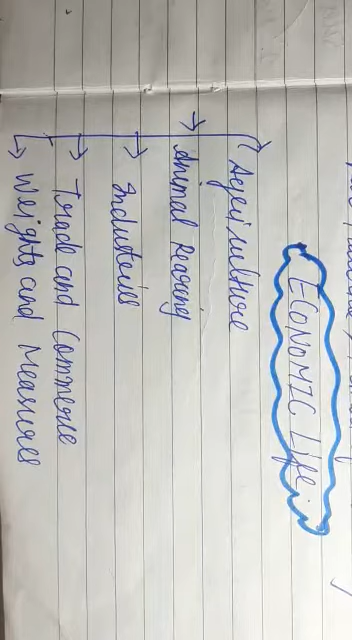 ECONOMIC Life
Agriculture
Animal Rearing
Industries
Trade and Commerce
Weights and Measures